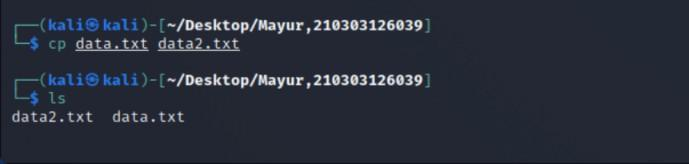 ┌──(kali㉿kali)-[~/Desktop/Mayur,210303126039]
└─$ cp data.txt data2.txt
┌──(kali㉿kali)-[~/Desktop/Mayur,210303126039]
└─$ ls
data2.txt  data.txt